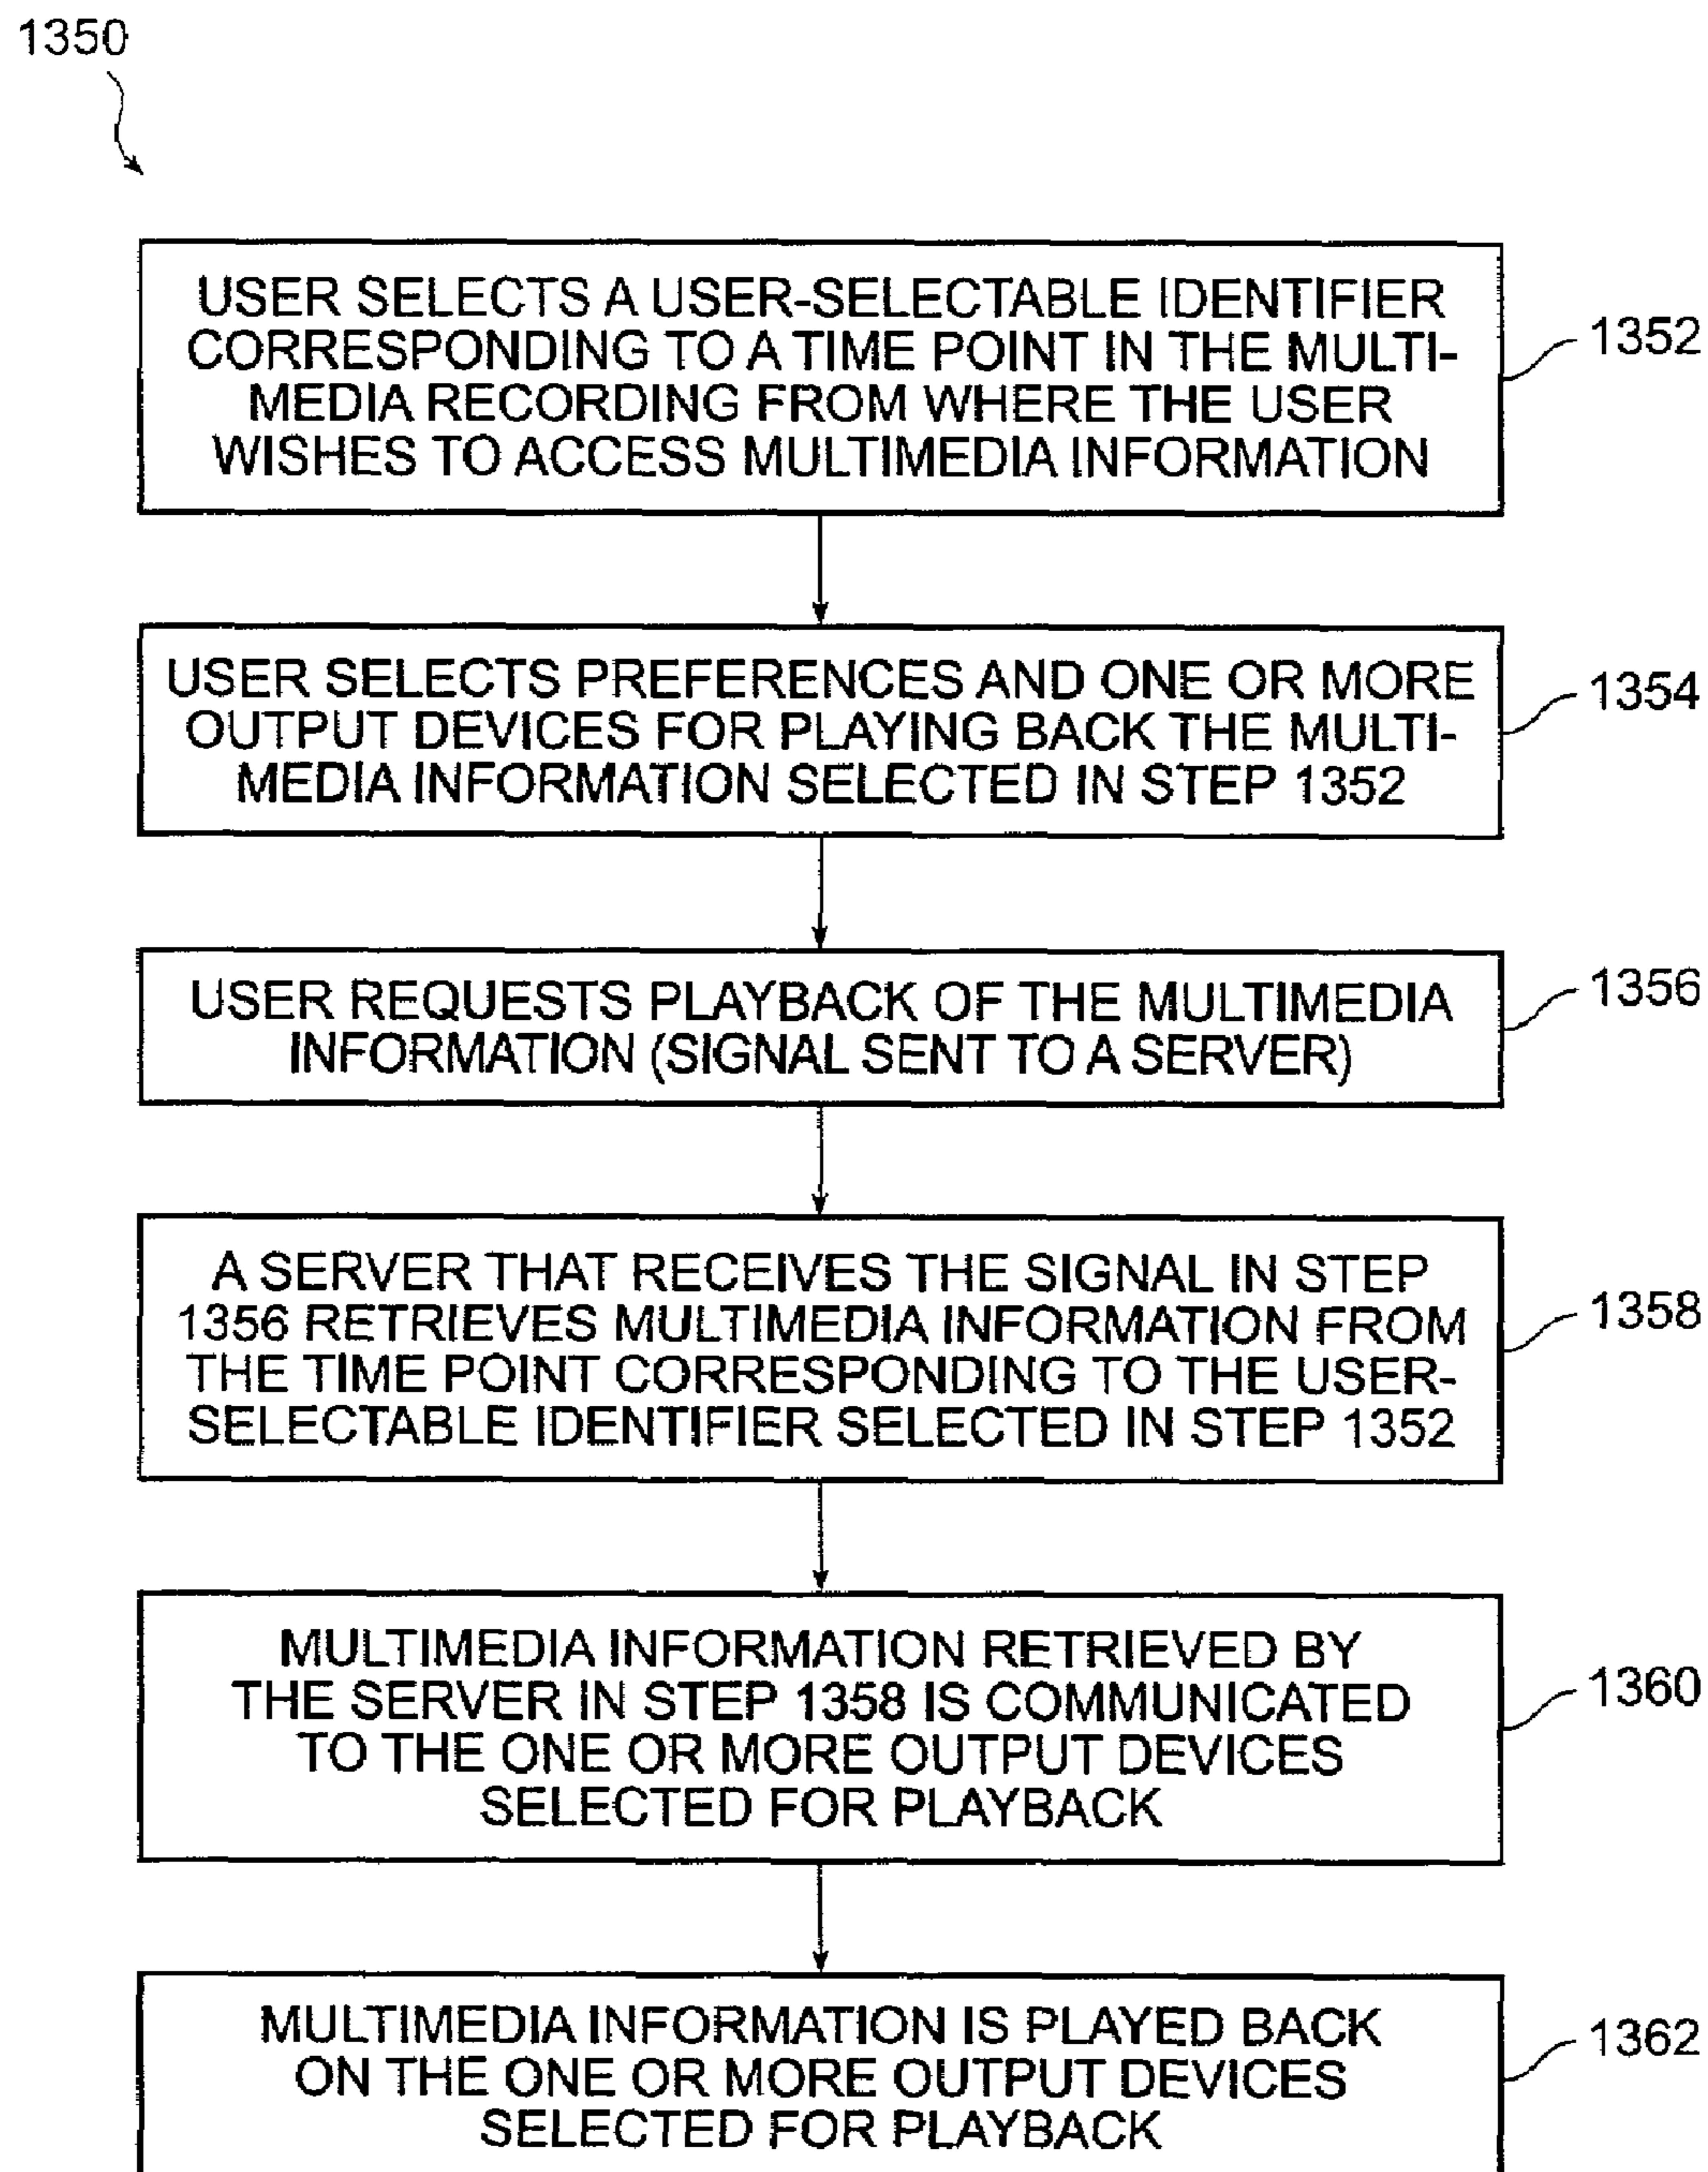 1350
USER SELECTS A USER-SELECTABLE IDENTIFIER
CORRESPONDING TO A TIME POINT IN THE MULTI-
MEDIA RECORDING FROM WHERE THE USER
WISHES TO ACCESS MULTIMEDIA INFORMATION
1352
USER SELECTS PREFERENCES AND ONE OR MORE
OUTPUT DEVICES FOR PLAYING BACK THE MULTI-
MEDIA INFORMATION SELECTED IN STEP 1352
1354
USER REQUESTS PLAYBACK OF THE MULTIMEDIA
INFORMATION (SIGNAL SENT TO A SERVER)
1356
A SERVER THAT RECEIVES THE SIGNAL IN STEP
1356 RETRIEVES MULTIMEDIA INFORMATION FROM
THE TIME POINT CORRESPONDING TO THE USER-
SELECTABLE IDENTIFIER SELECTED IN STEP 1352
1358
MULTIMEDIA INFORMATION RETRIEVED BY
THE SERVER IN STEP 1358 IS COMMUNICATED
TO THE ONE OR MORE OUTPUT DEVICES
SELECTED FOR PLAYBACK
1360
MULTIMEDIA INFORMATION IS PLAYED BACK
ON THE ONE OR MORE OUTPUT DEVICES
SELECTED FOR PLAYBACK
1362